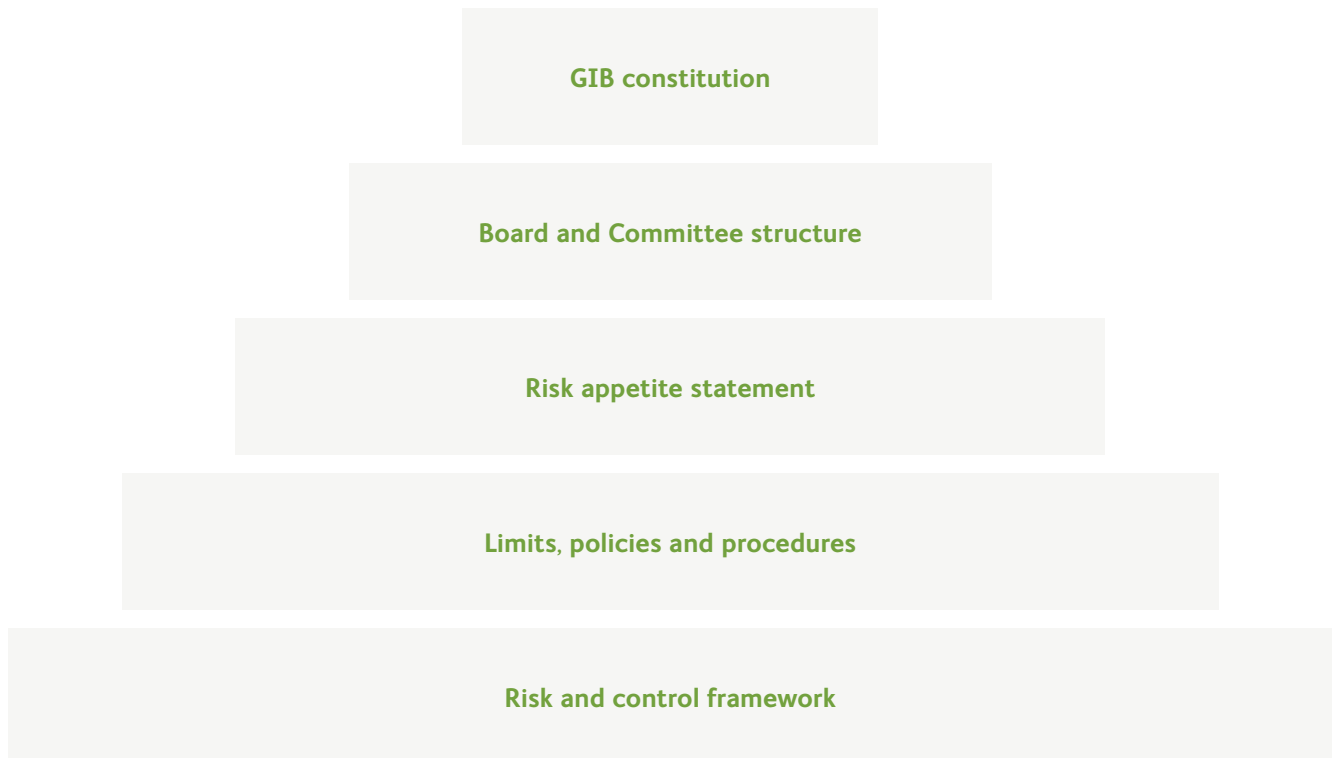 GIB constitution
Board and Committee structure
Risk appetite statement
Limits, policies and procedures
Risk and control framework